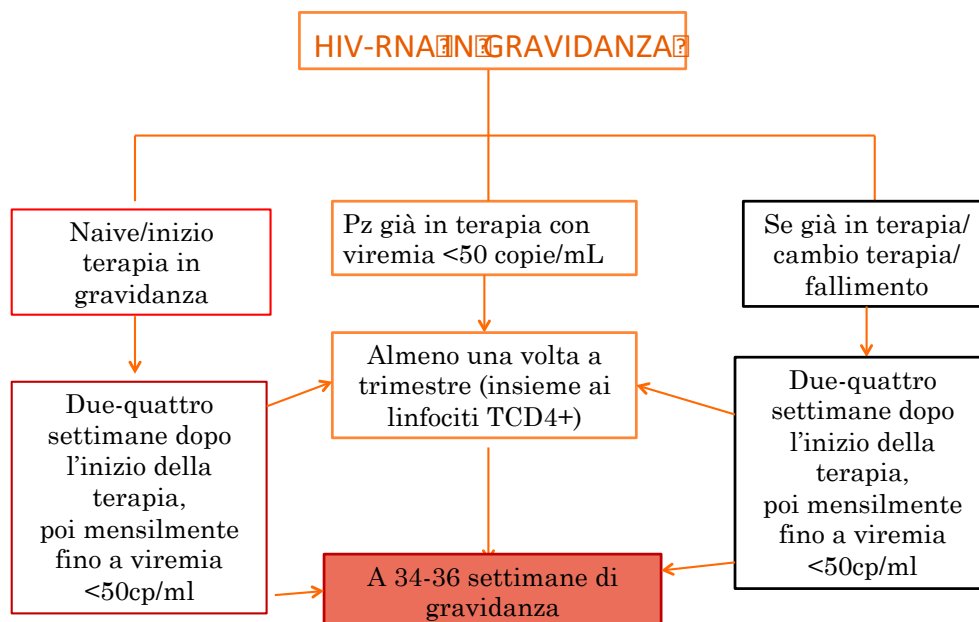 HIV-RNA IN GRAVIDANZA
Naive/inizio
terapia in
gravidanza
Pz già in terapia con
viremia <50 copie/mL
Se già in terapia/
cambio terapia/
fallimento
Almeno una volta a
trimestre (insieme ai
linfociti TCD4+)
Due-quattro
settimane dopo
l’inizio della
terapia,
poi mensilmente
fino a viremia
<50cp/ml
Due-quattro
settimane dopo
l’inizio della
terapia,
poi mensilmente
fino a viremia
<50cp/ml
A 34-36 settimane di
gravidanza